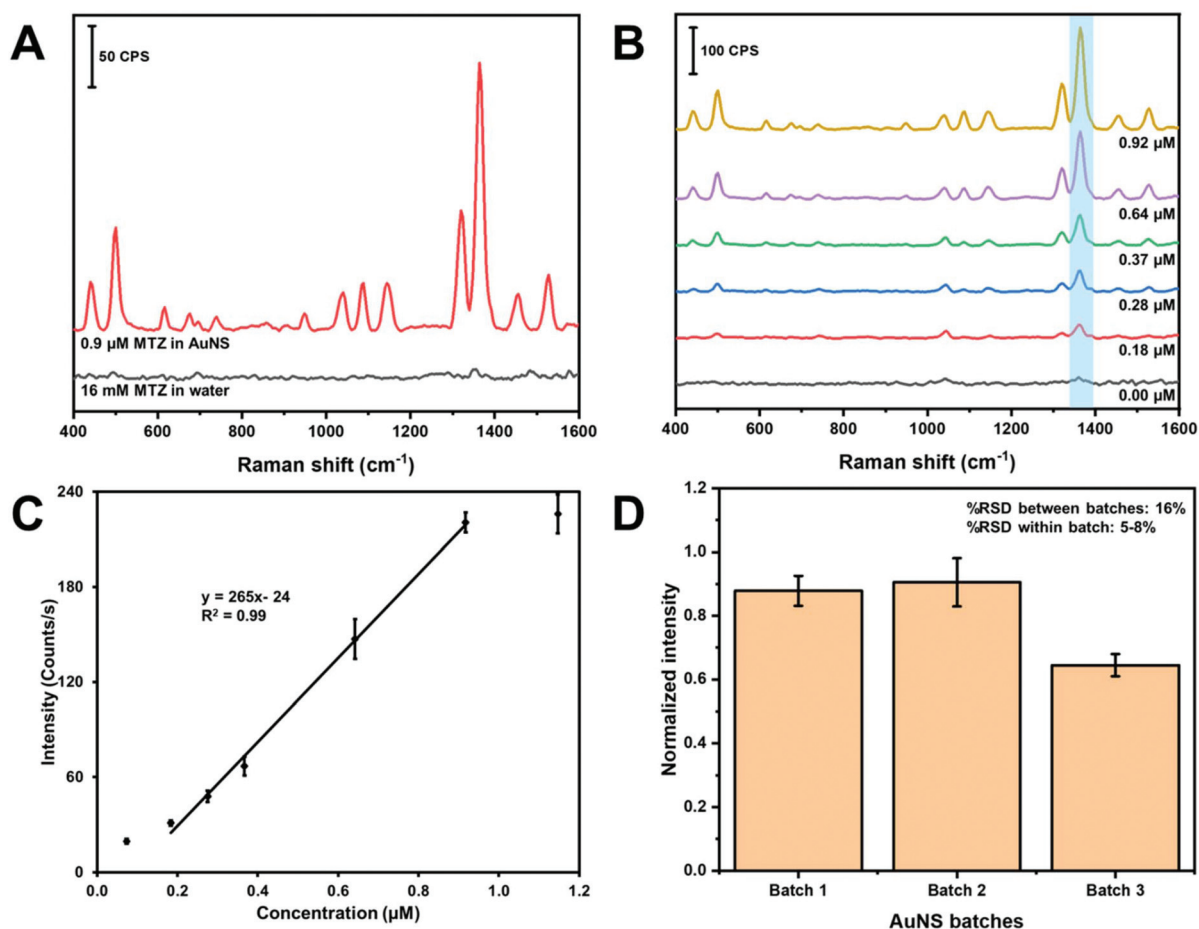 A
50 CPS
0.9 µM MTZ in AuNS
16 mM MTZ in water
400 600 800 1000 1200 1400 1600
Raman shift (cm⁻¹)
B
100 CPS
0.92 µM
0.64 µM
0.37 µM
0.28 µM
0.18 µM
0.00 µM
400 600 800 1000 1200 1400 1600
Raman shift (cm⁻¹)
C
240
180
120
60
0
Intensity (Counts/s)
y = 265x- 24
R² = 0.99
0.0 0.2 0.4 0.6 0.8 1.0 1.2
Concentration (µM)
D
1.2
1.0
0.8
0.6
0.4
0.2
0.0
Normalized intensity
%RSD between batches: 16%
%RSD within batch: 5-8%
Batch 1 Batch 2 Batch 3
AuNS batches